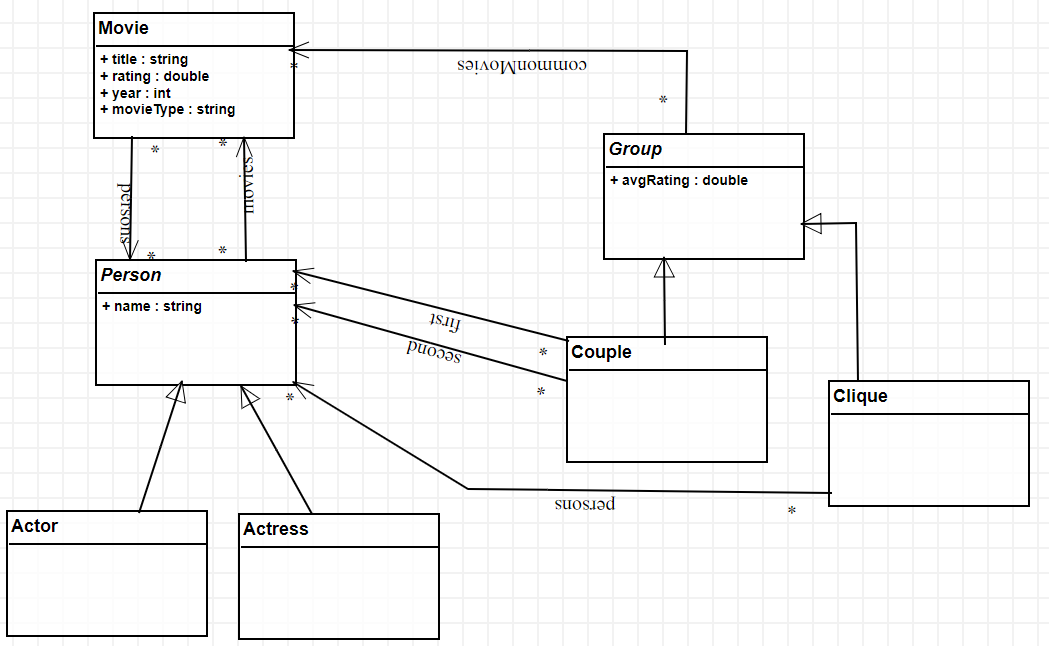 Movie
+ title : string
+ rating : double
+ year : int
+ movieType : string
commonMovies
*
*
Group
+ avgRating : double
*
*
persons
movies
*
*
Person
+ name : string
*
*
first
second
*
*
Couple
Clique
*
persons
*
Actor
Actress